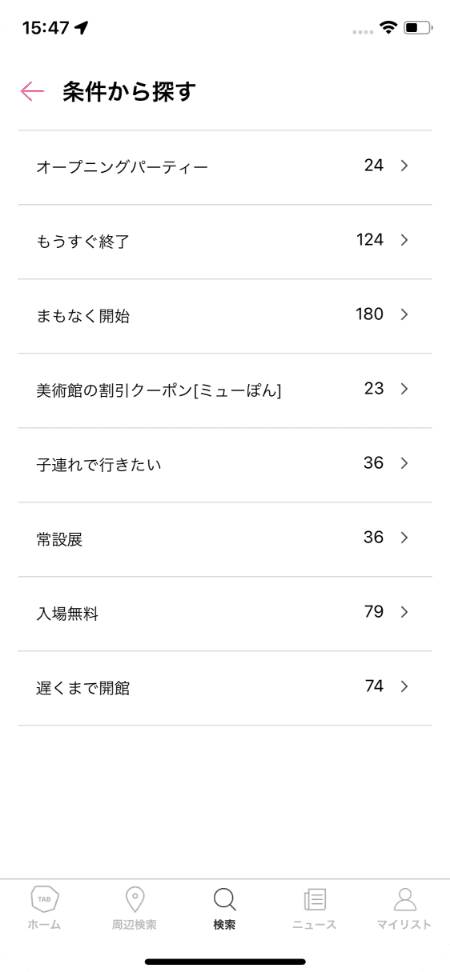 15:47
条件から探す
オープニングパーティー 24
もうすぐ終了 124
まもなく開始 180
美術館の割引クーポン[ミューぽん] 23
子連れで行きたい 36
常設展 36
入場無料 79
遅くまで開館 74
TAB
ホーム 周辺検索 検索 ニュース マイリスト